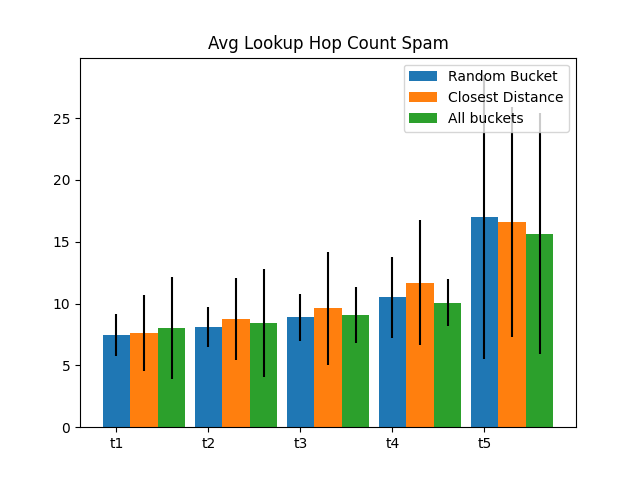 Avg Lookup Hop Count Spam
Random Bucket
Closest Distance
All buckets
25
20
15
10
5
0
t1 t2 t3 t4 t5